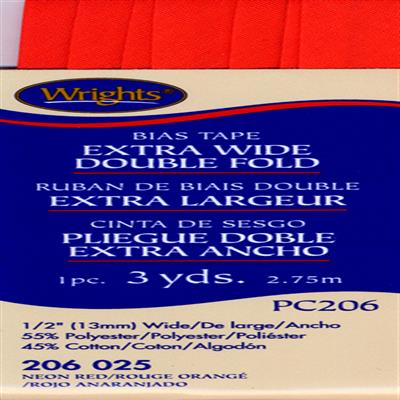 Wrights®
BIAS TAPE
EXTRA WIDE
DOUBLE FOLD
RUBAN DE BIAIS DOUBLE
EXTRA LARGEUR
CINTA DE SESGO
PLIEGUE DOBLE
EXTRA ANCHO
1pc. 3 yds. 2.75m
PC206
1/2" (13mm) Wide/De large/Ancho
55% Polyester/Polyester/Poliéster
45% Cotton/Coton/Algodón
206 025
NEON RED/ROUGE ORANGÉ
/ROJO ANARANJADO